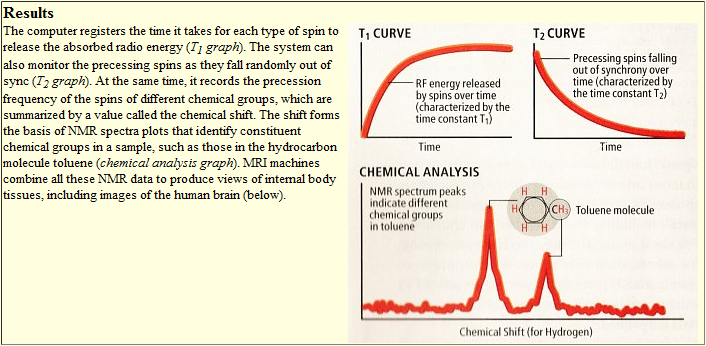 Results
The computer registers the time it takes for each type of spin to
release the absorbed radio energy (T1 graph). The system can
also monitor the precessing spins as they fall randomly out of
sync (T2 graph). At the same time, it records the precession
frequency of the spins of different chemical groups, which are
summarized by a value called the chemical shift. The shift forms
the basis of NMR spectra plots that identify constituent
chemical groups in a sample, such as those in the hydrocarbon
molecule toluene (chemical analysis graph). MRI machines
combine all these NMR data to produce views of internal body
tissues, including images of the human brain (below).
T1 CURVE
RF energy released
by spins over time
(characterized by the
time constant T1)
Time
T2 CURVE
Precessing spins falling
out of synchrony over
time (characterized by
the time constant T2)
Time
CHEMICAL ANALYSIS
NMR spectrum peaks
indicate different
chemical groups
in toluene
H H
H CH3 Toluene molecule
H H
Chemical Shift (for Hydrogen)